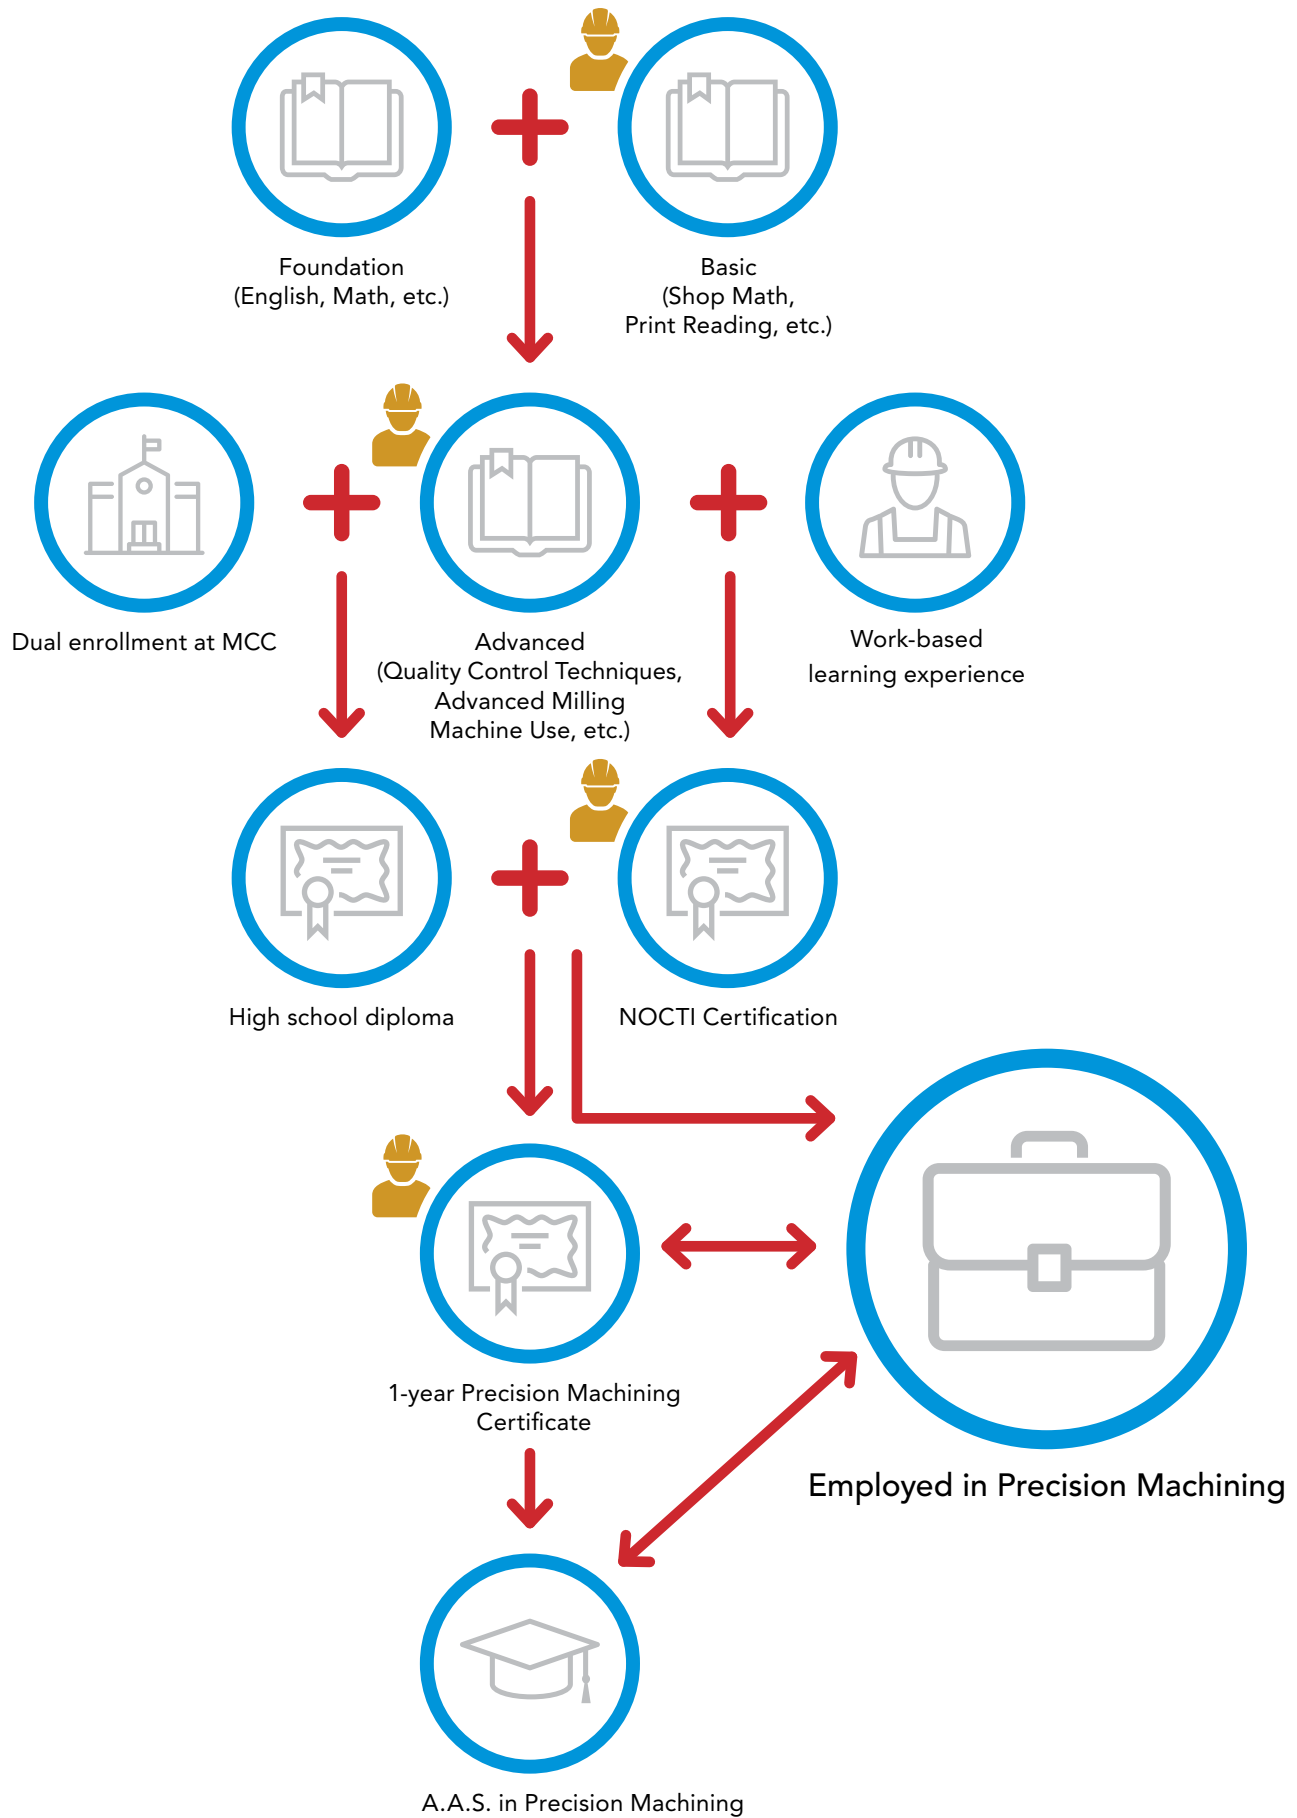 Foundation
(English, Math, etc.)
Basic
(Shop Math,
Print Reading, etc.)
Dual enrollment at MCC
Advanced
(Quality Control Techniques,
Advanced Milling
Machine Use, etc.)
Work-based
learning experience
High school diploma
NOCTI Certification
1-year Precision Machining
Certificate
Employed in Precision Machining
A.A.S. in Precision Machining